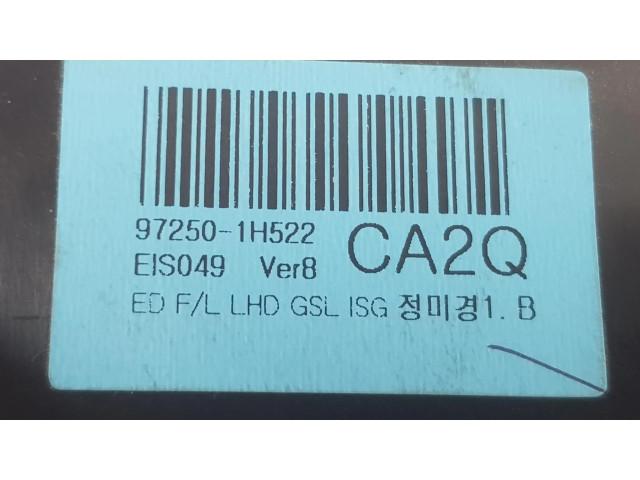 97250-1H522 CA2Q
EIS049 Ver8
ED F/L LHD GSL ISG 정미경1. B